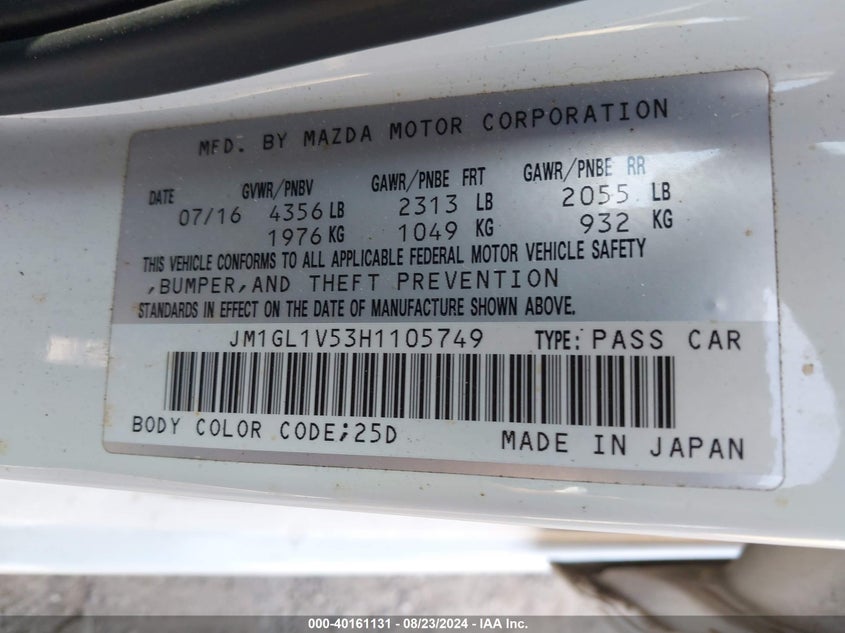 MFD. BY MAZDA MOTOR CORPORATION
DATE GVWR/PNBV GAWR/PNBE FRT GAWR/PNBE RR
07/16 4356 LB 2313 LB 2055 LB
1976 KG 1049 KG 932 KG
THIS VEHICLE CONFORMS TO ALL APPLICABLE FEDERAL MOTOR VEHICLE SAFETY
,BUMPER,AND THEFT PREVENTION
STANDARDS IN EFFECT ON THE DATE OF MANUFACTURE SHOWN ABOVE.
JM1GL1V53H1105749 TYPE: PASS CAR
BODY COLOR CODE;25D MADE IN JAPAN
000-40161131 - 08/23/2024 - IAA Inc.